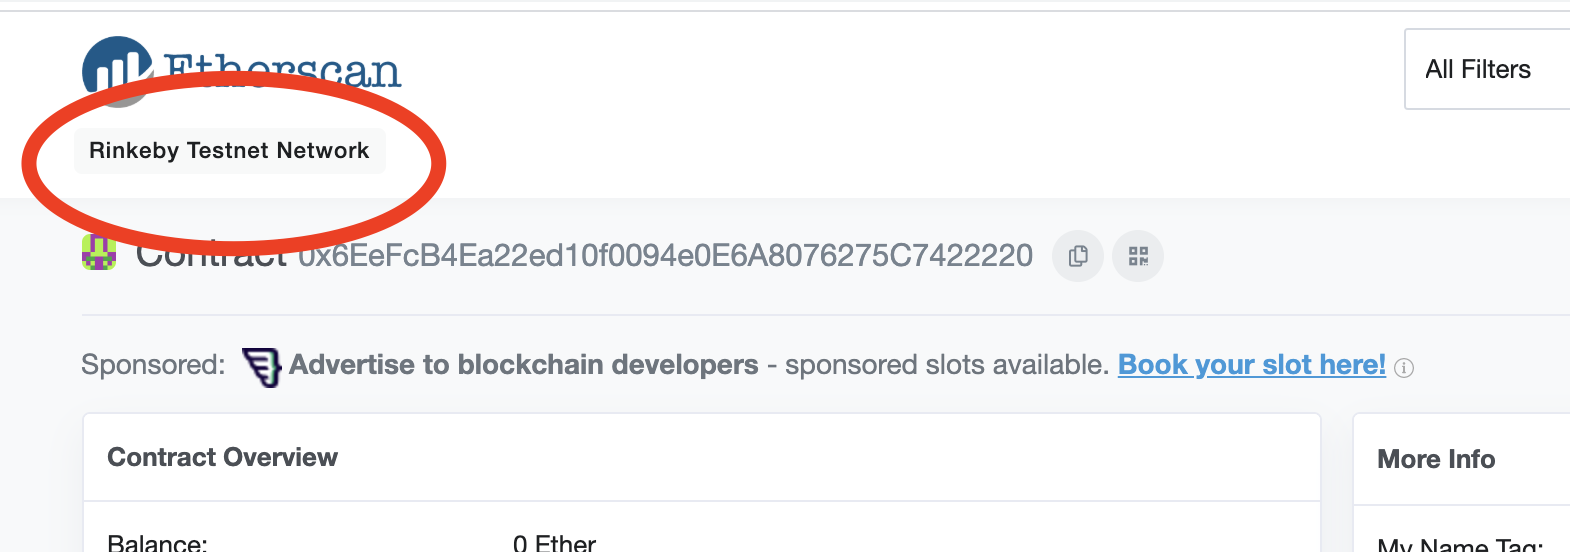 Etherscan
All Filters
Rinkeby Testnet Network
Contract 0x6EeFcB4Ea22ed10f0094e0E6A8076275C7422220
Sponsored: Advertise to blockchain developers - sponsored slots available. Book your slot here!
Contract Overview
More Info
Balance: 0 Ether
My Name Tag: